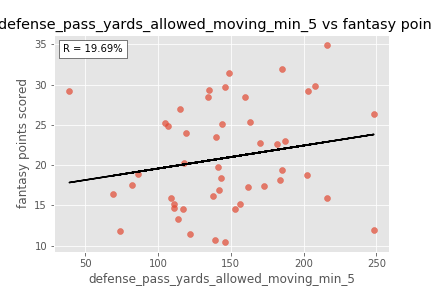 defense_pass_yards_allowed_moving_min_5 vs fantasy poin
R = 19.69%
fantasy points scored
35
30
25
20
15
10
50
100
150
200
250
defense_pass_yards_allowed_moving_min_5